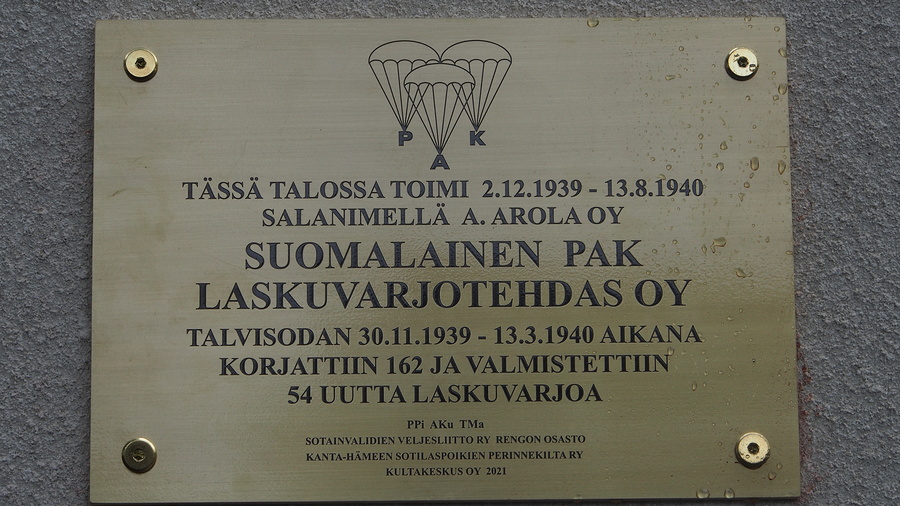 P K
A
TÄSSÄ TALOSSA TOIMI 2.12.1939 - 13.8.1940
SALANIMELLÄ A. AROLA OY
SUOMALAINEN PAK
LASKUVARJOTEHDAS OY
TALVISODAN 30.11.1939 - 13.3.1940 AIKANA
KORJATTIIN 162 JA VALMISTETTIIN
54 UUTTA LASKUVARJOA
PPi AKu TMa
SOTAINVALIDIEN VELJESLIITTO RY RENGON OSASTO
KANTA-HÄMEEN SOTILASPOIKIEN PERINNEKILTA RY
KULTAKESKUS OY 2021